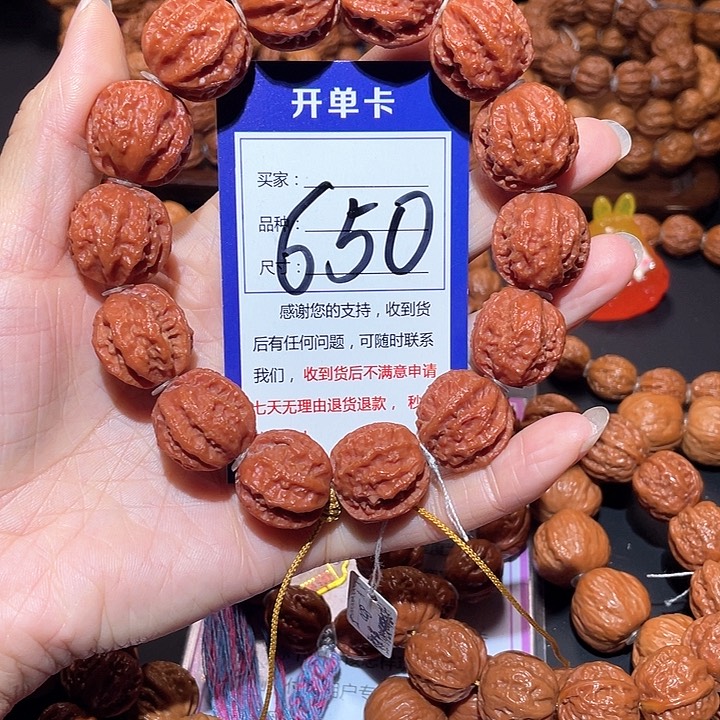 开单卡
买家：
品种：
650
尺寸：
感谢您的支持，收到货
后有任何问题，可随时联系
我们，收到货后不满意申请
七天无理由退货退款，秒